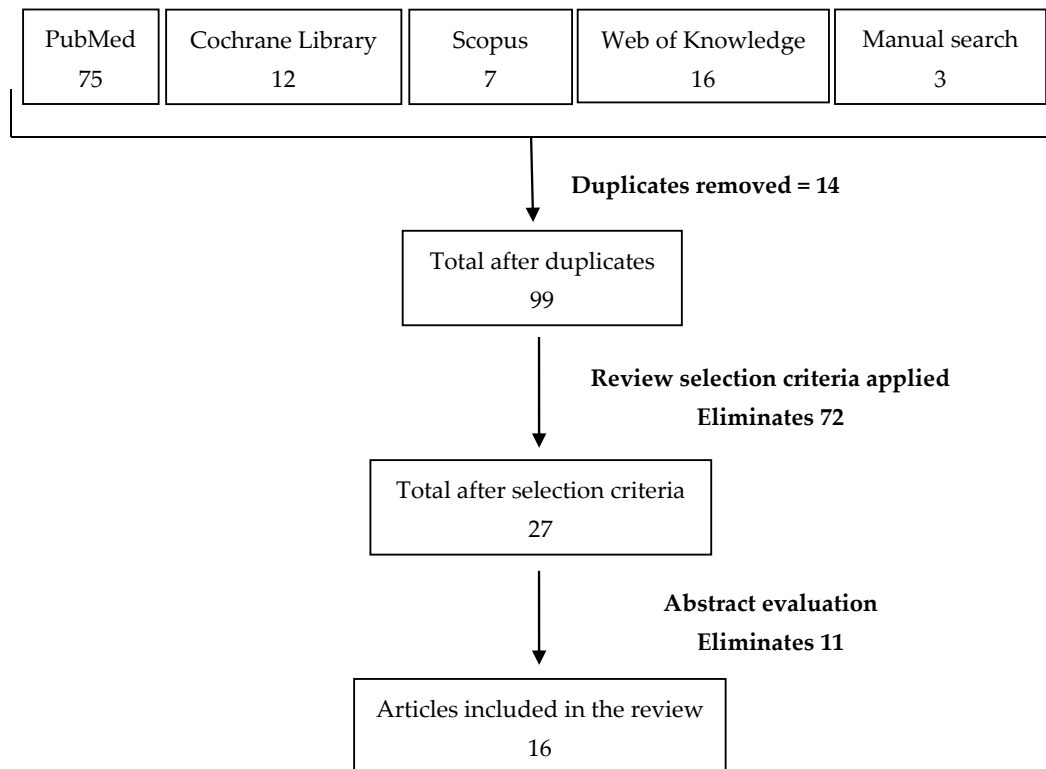 PubMed
75
Cochrane Library
12
Scopus
7
Web of Knowledge
16
Manual search
3
Duplicates removed = 14
Total after duplicates
99
Review selection criteria applied
Eliminates 72
Total after selection criteria
27
Abstract evaluation
Eliminates 11
Articles included in the review
16